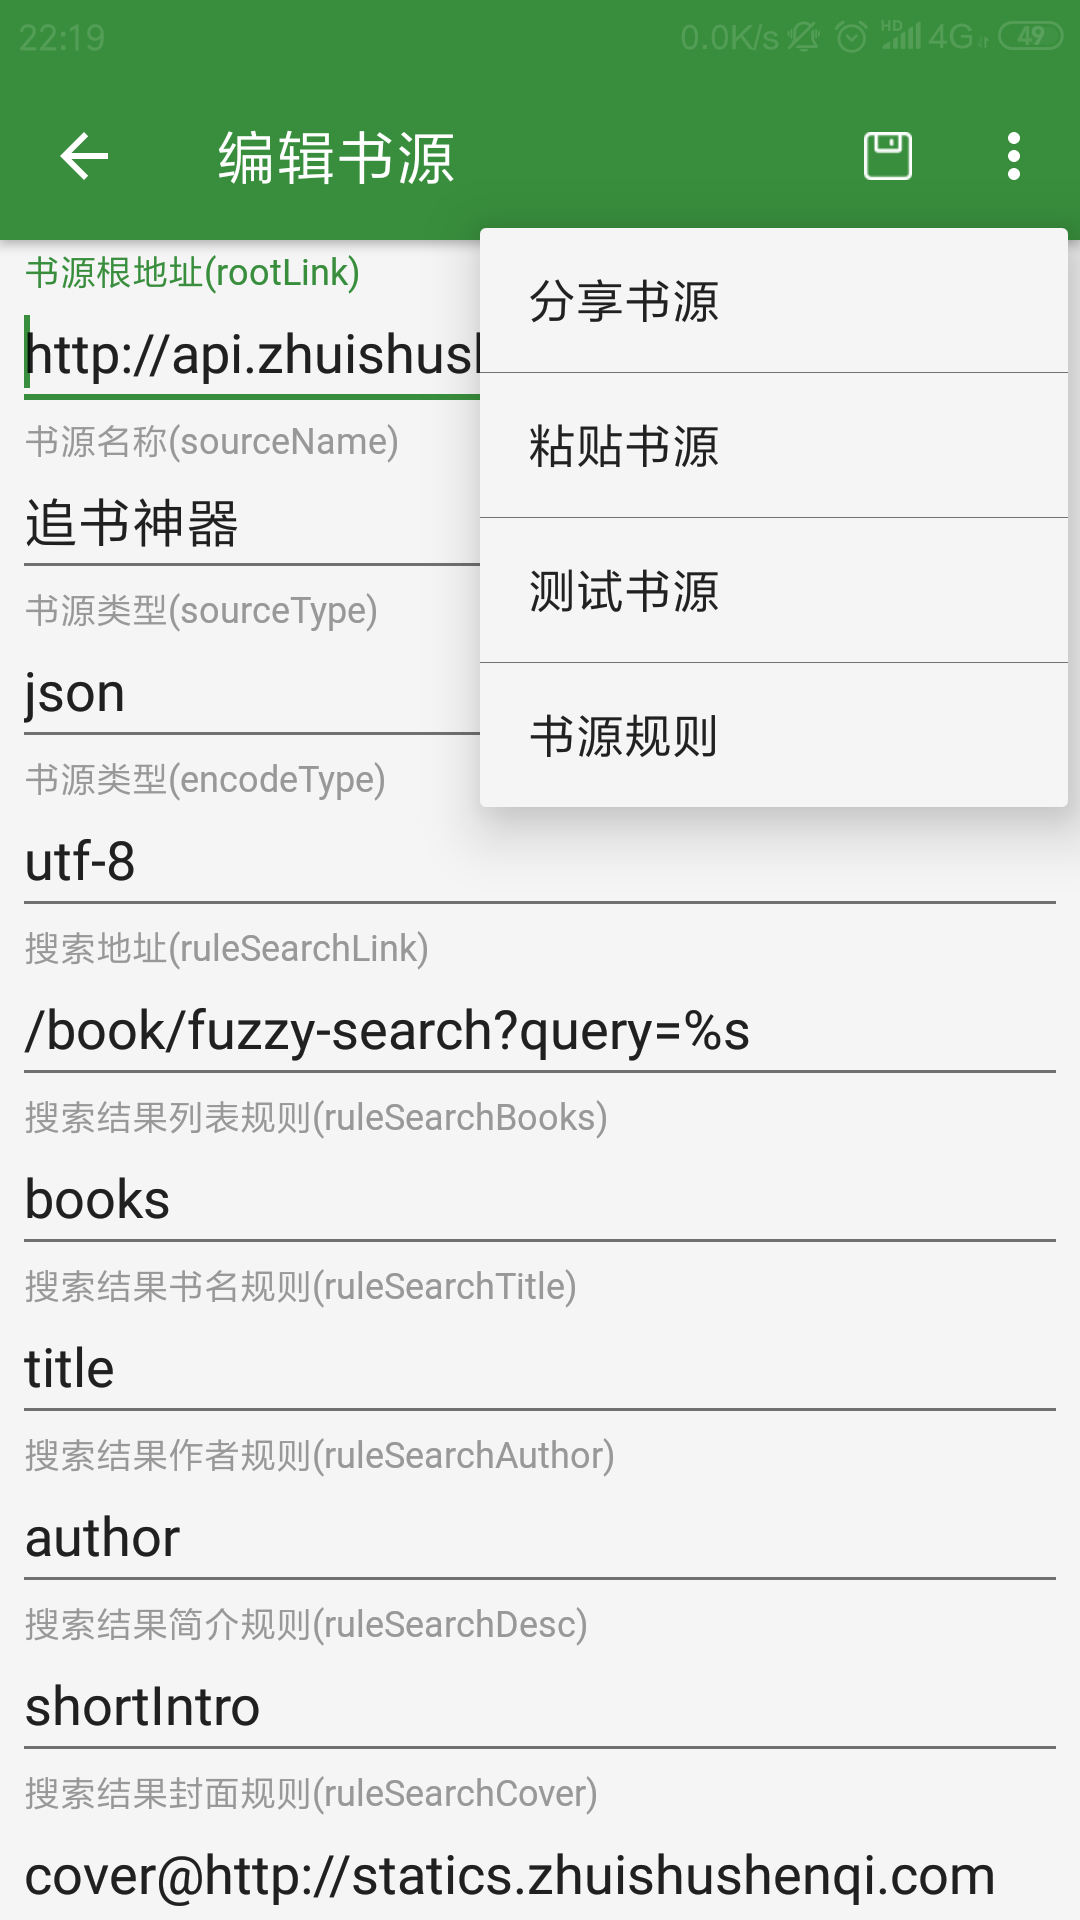 22:19
0.0K/s HD 4G 49
编辑书源
分享书源
粘贴书源
测试书源
书源规则
书源根地址(rootLink)
http://api.zhuishus
书源名称(sourceName)
追书神器
书源类型(sourceType)
json
书源类型(encodeType)
utf-8
搜索地址(ruleSearchLink)
/book/fuzzy-search?query=%s
搜索结果列表规则(ruleSearchBooks)
books
搜索结果书名规则(ruleSearchTitle)
title
搜索结果作者规则(ruleSearchAuthor)
author
搜索结果简介规则(ruleSearchDesc)
shortIntro
搜索结果封面规则(ruleSearchCover)
cover@http://statics.zhuishushenqi.com